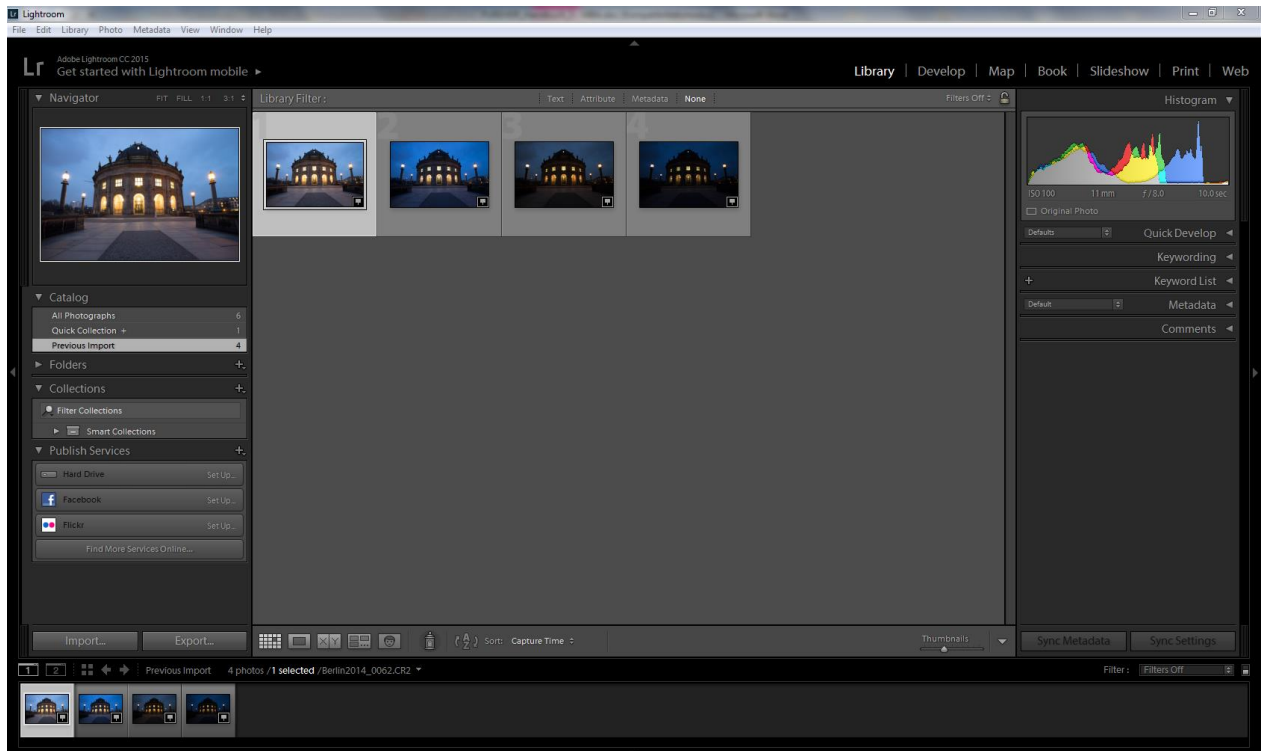 Lightroom
File Edit Library Photo Metadata View Window Help
Lr Adobe Lightroom CC 2015
Get started with Lightroom mobile
Library | Develop | Map | Book | Slideshow | Print | Web
Navigator FIT FILL 1:1 3:1
Library Filter : Text Attribute Metadata None Filters Off
Histogram
1 2 3 4
ISO 100 11 mm f / 8.0 10.0 sec
Original Photo
Defaults Quick Develop
Keywording
+ Keyword List
Default Metadata
Comments
Catalog
All Photographs 6
Quick Collection + 1
Previous Import 4
Folders +
Collections +
Filter Collections
Smart Collections
Publish Services +
Hard Drive Set Up...
Facebook Set Up...
Flickr Set Up...
Find More Services Online...
Import... Export...
X Y
A Z Sort: Capture Time
Thumbnails
Sync Metadata Sync Settings
1 2 Previous Import 4 photos / 1 selected / Berlin2014_0062.CR2
Filter : Filters Off